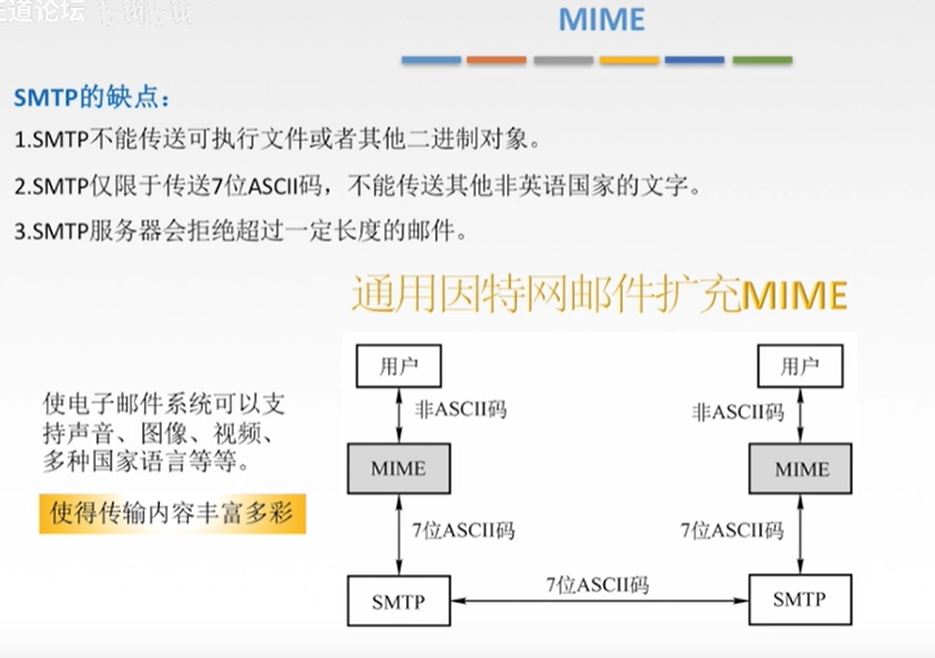 道论坛
MIME
SMTP的缺点：
1.SMTP不能传送可执行文件或者其他二进制对象。
2.SMTP仅限于传送7位ASCII码，不能传送其他非英语国家的文字。
3.SMTP服务器会拒绝超过一定长度的邮件。
通用因特网邮件扩充MIME
使电子邮件系统可以支
持声音、图像、视频、
多种国家语言等等。
使得传输内容丰富多彩
用户
用户
非ASCII码
非ASCII码
MIME
MIME
7位ASCII码
7位ASCII码
SMTP
7位ASCII码
SMTP